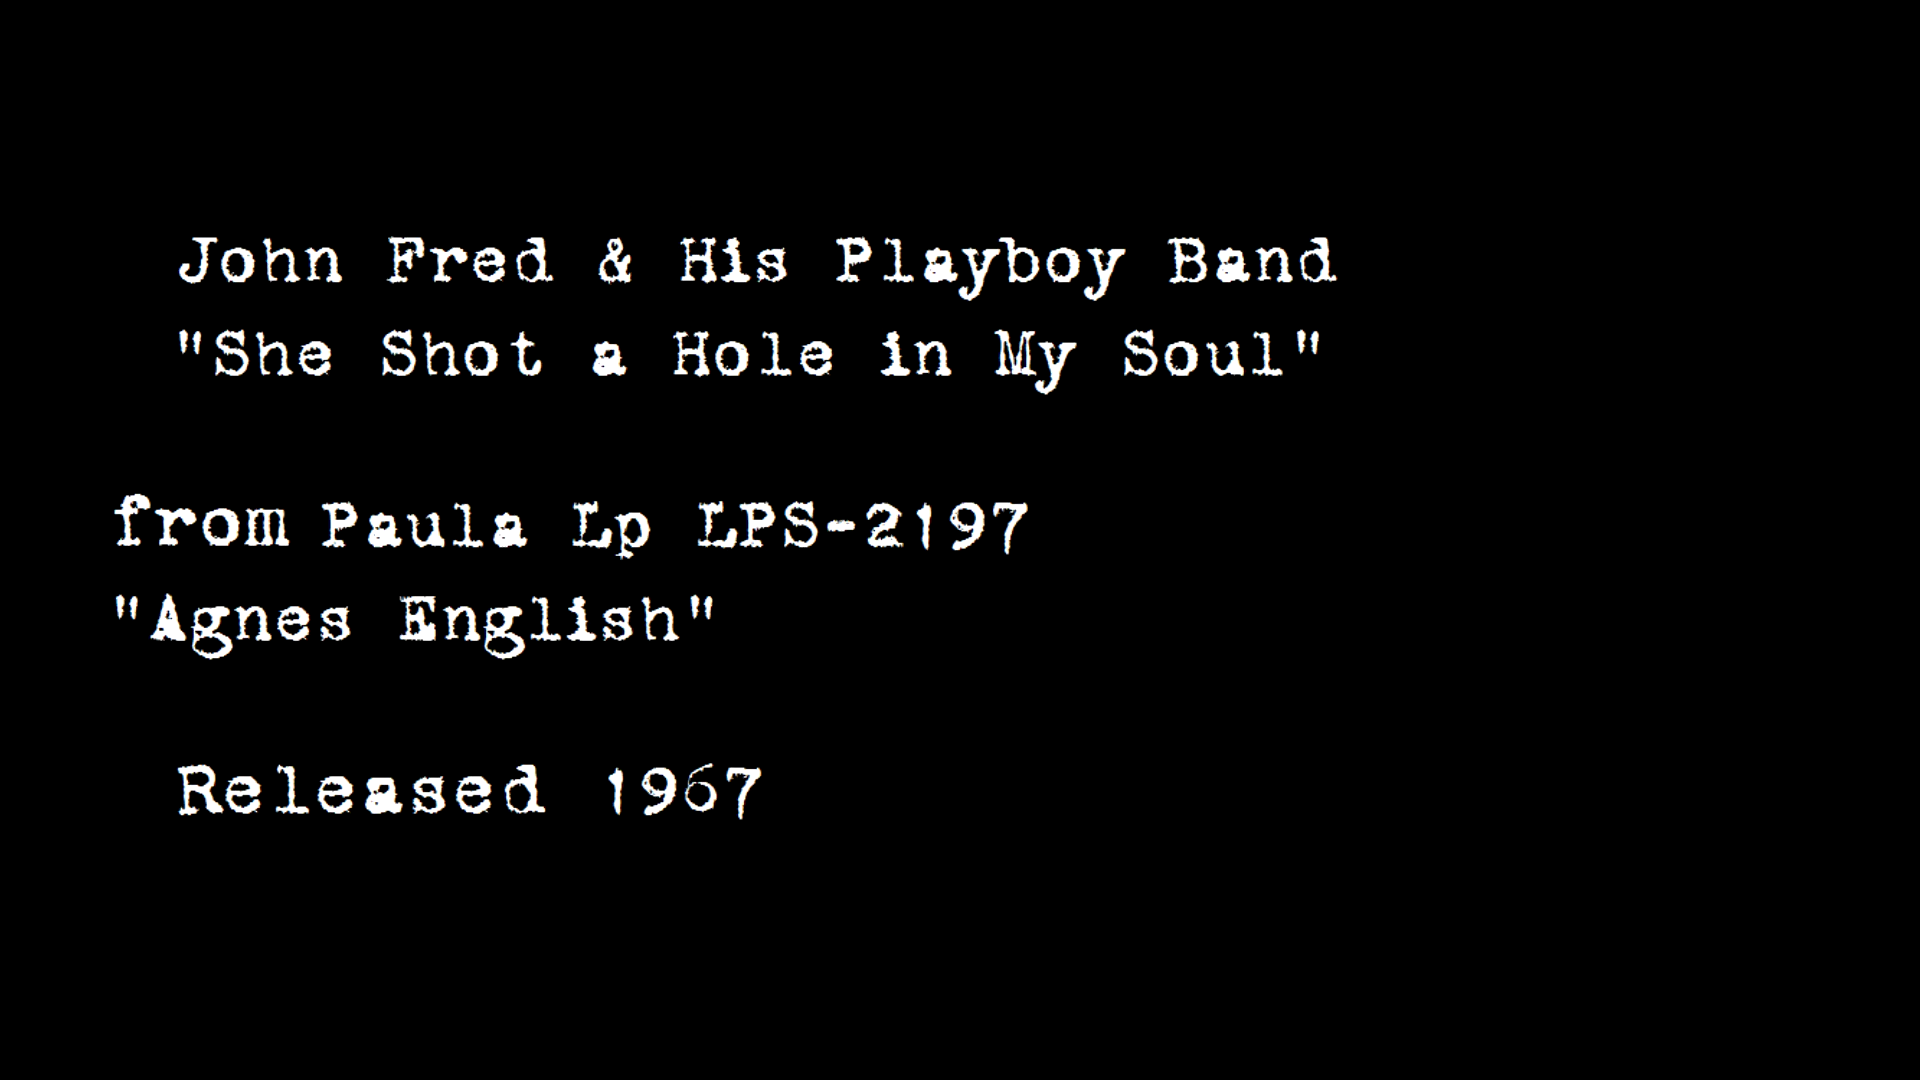 John Fred & His Playboy Band
"She Shot a Hole in My Soul"
from Paula Lp LPS-2197
"Agnes English"
Released 1967